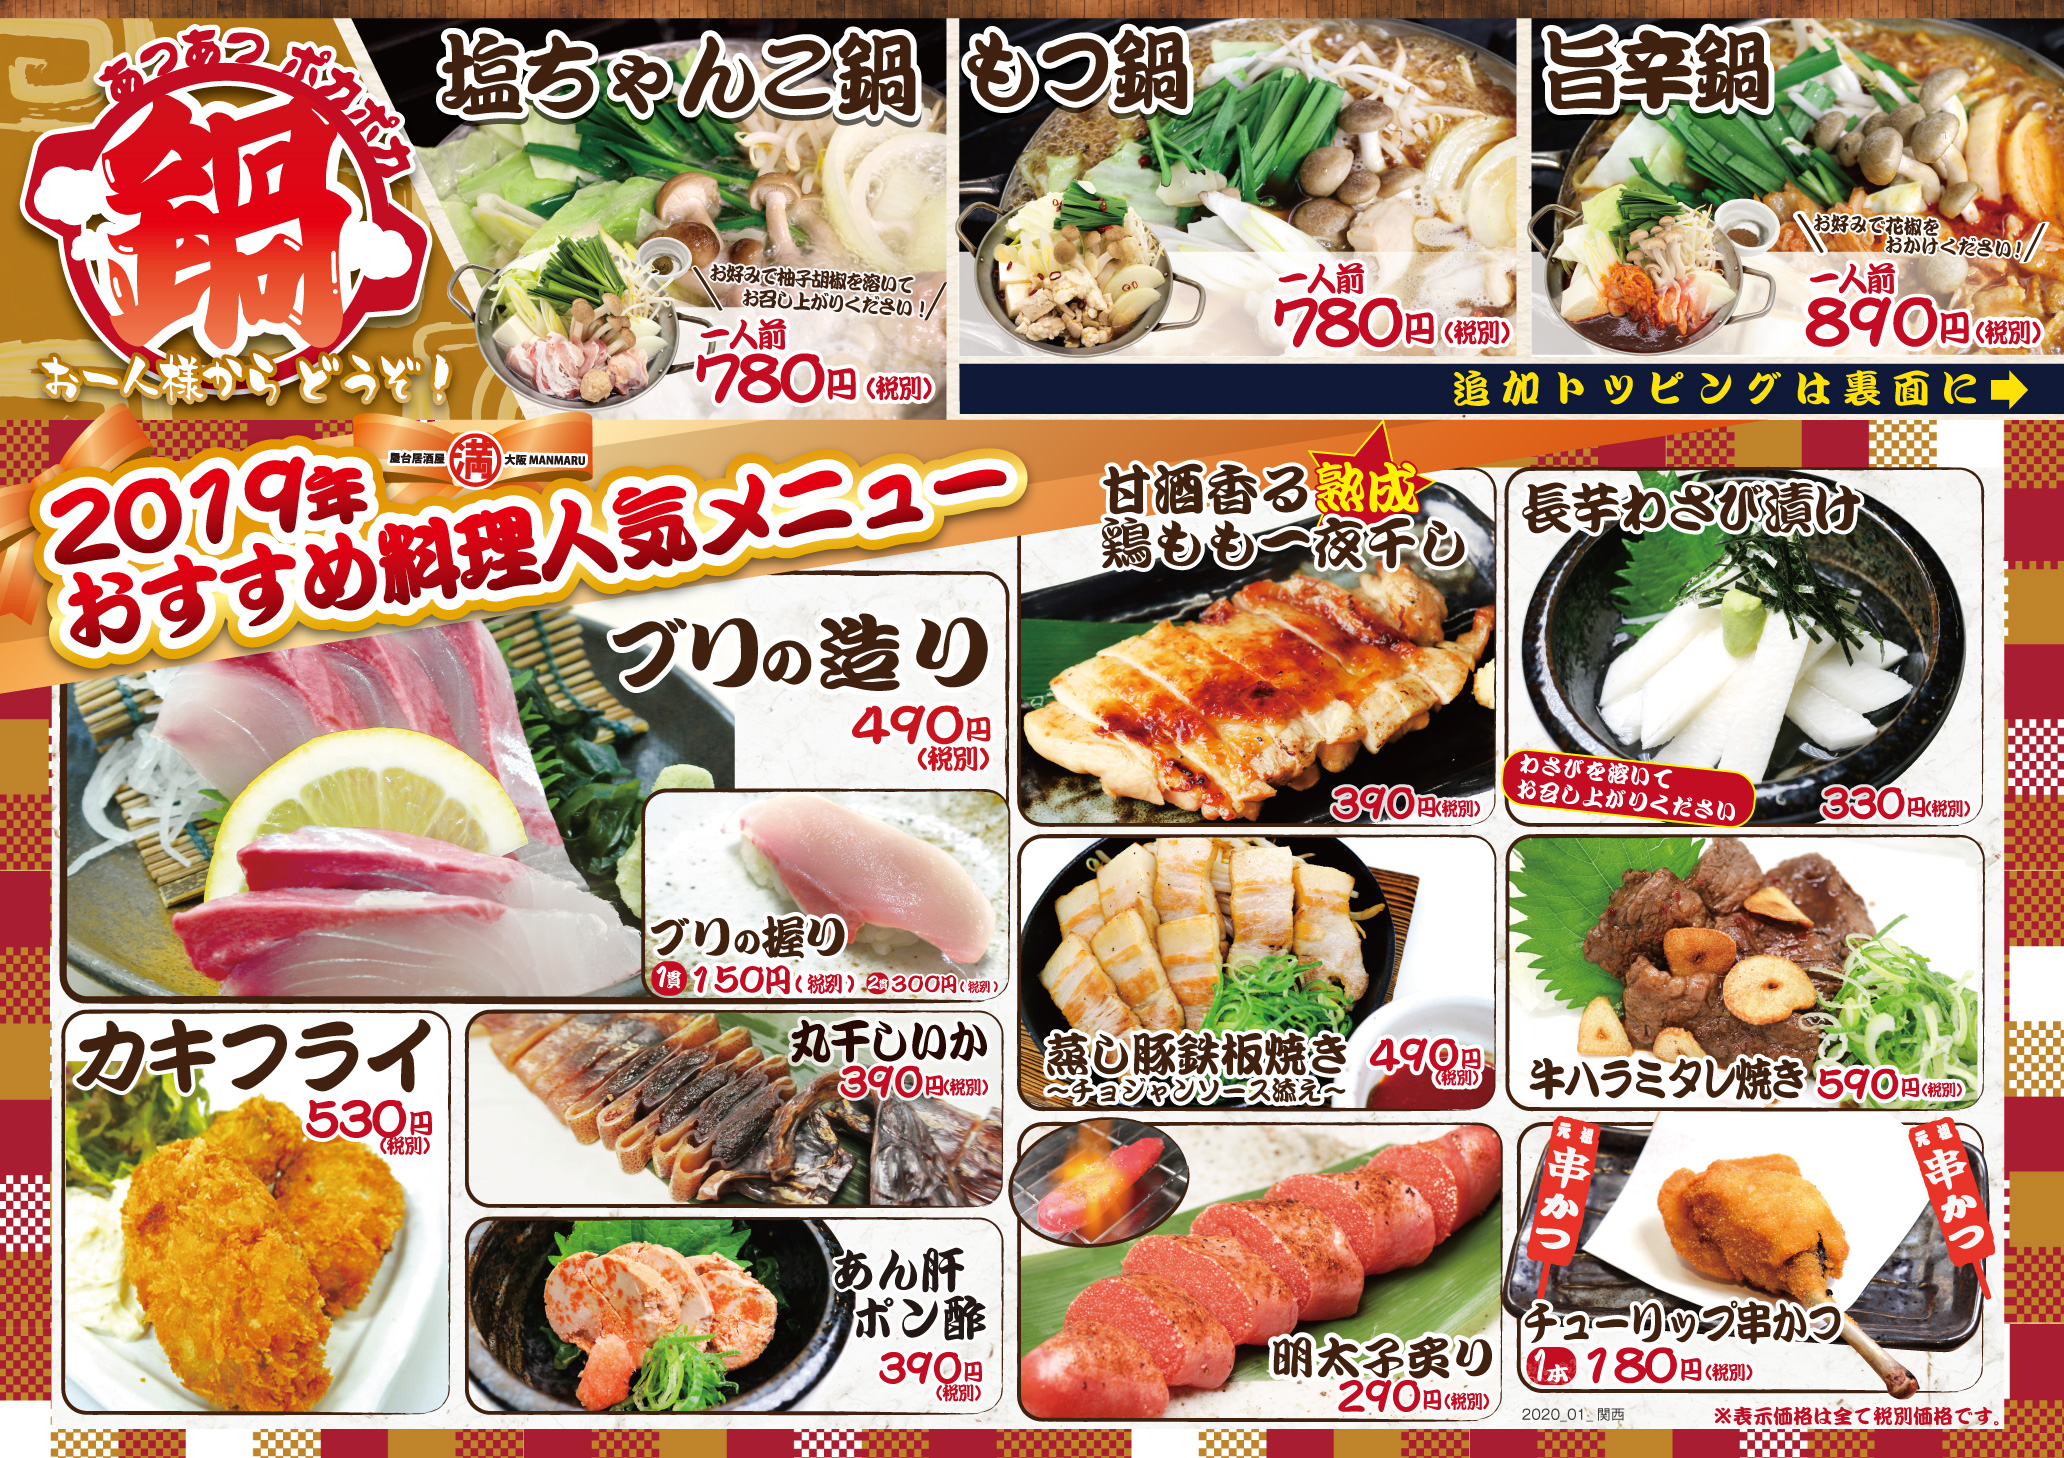 あつあつ ポカポカ
鍋
お一人様からどうぞ！
塩ちゃんこ鍋
お好みで柚子胡椒を溶いて
お召し上がりください！
一人前
780円(税別)
もつ鍋
一人前
780円(税別)
旨辛鍋
お好みで花椒を
おかけください！
一人前
890円(税別)
追加トッピングは裏面に
屋台居酒屋 満 大阪 MANMARU
2019年
おすすめ料理人気メニュー
ブリの造り
490円
(税別)
ブリの握り
1貫 150円(税別) 2貫 300円(税別)
甘酒香る熟成
鶏もも一夜干し
390円(税別)
長芋わさび漬け
わさびを溶いて
お召し上がりください
330円(税別)
カキフライ
530円
(税別)
丸干しいか
390円(税別)
あん肝
ポン酢
390円
(税別)
蒸し豚鉄板焼き
～チョジャンソース添え～
490円
(税別)
牛ハラミタレ焼き 590円(税別)
明太子炙り
290円(税別)
元祖
串かつ
元祖
串かつ
チューリップ串かつ
1本 180円(税別)
2020_01_関西
※表示価格は全て税別価格です。